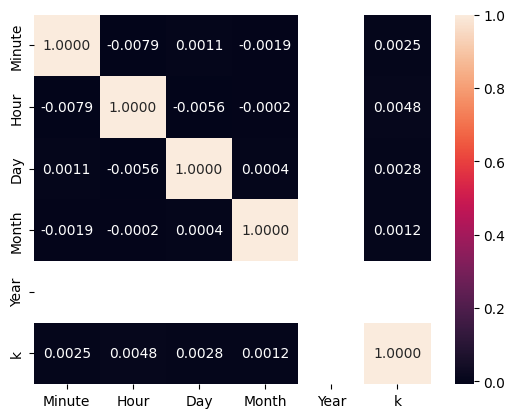 Minute 1.0000 -0.0079 0.0011 -0.0019 0.0025
Hour -0.0079 1.0000 -0.0056 -0.0002 0.0048
Day 0.0011 -0.0056 1.0000 0.0004 0.0028
Month -0.0019 -0.0002 0.0004 1.0000 0.0012
Year
k 0.0025 0.0048 0.0028 0.0012 1.0000
Minute Hour Day Month Year k
1.0
0.8
0.6
0.4
0.2
0.0